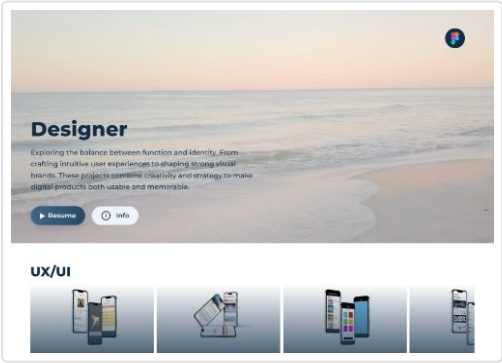 Designer
Exploring the balance between function and identity. From
crafting intuitive user experiences to shaping strong visual
brands. These projects combine creativity and strategy to make
digital products both usable and memorable.
Resume
Info
UX/UI